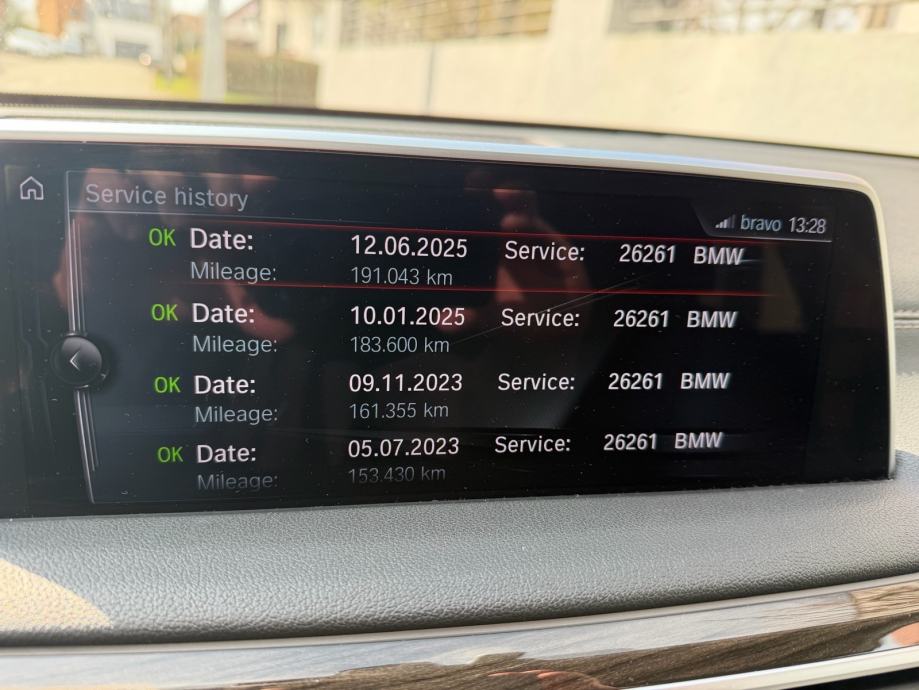 Service history
bravo 13:28
OK Date: 12.06.2025 Service: 26261 BMW
Mileage: 191.043 km
OK Date: 10.01.2025 Service: 26261 BMW
Mileage: 183.600 km
OK Date: 09.11.2023 Service: 26261 BMW
Mileage: 161.355 km
OK Date: 05.07.2023 Service: 26261 BMW
Mileage: 153.430 km